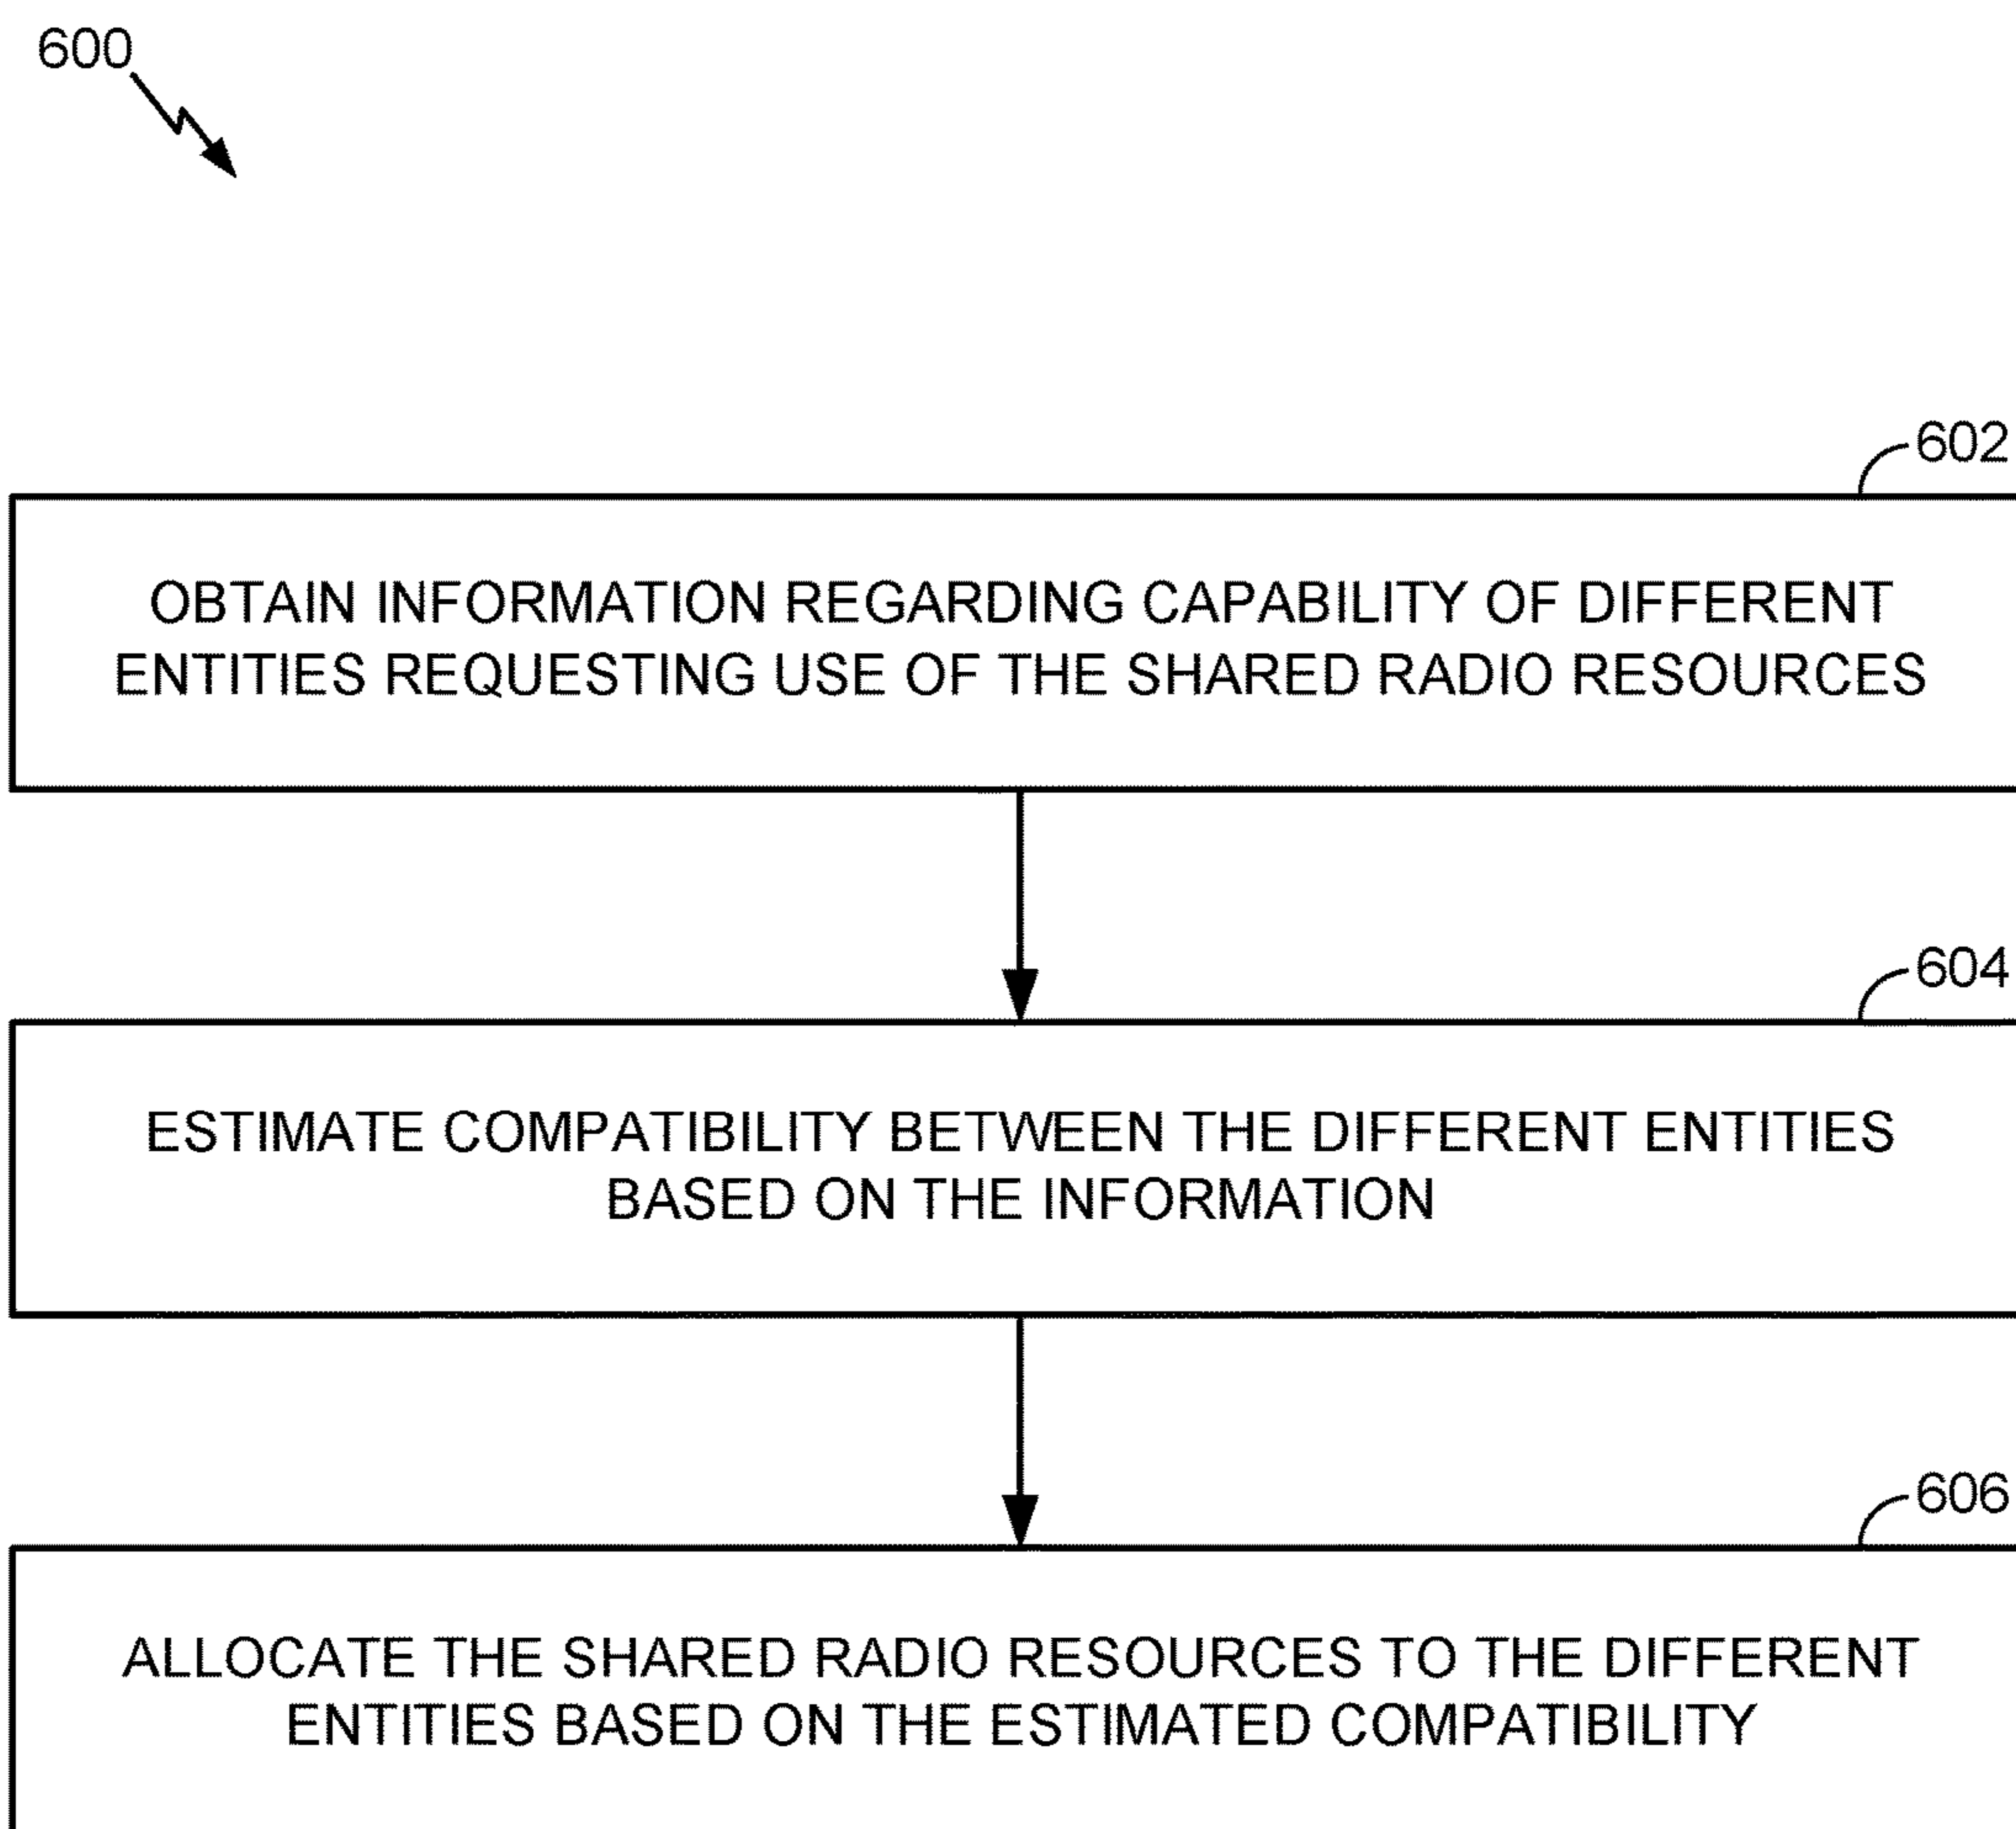 600
602
OBTAIN INFORMATION REGARDING CAPABILITY OF DIFFERENT
ENTITIES REQUESTING USE OF THE SHARED RADIO RESOURCES
604
ESTIMATE COMPATIBILITY BETWEEN THE DIFFERENT ENTITIES
BASED ON THE INFORMATION
606
ALLOCATE THE SHARED RADIO RESOURCES TO THE DIFFERENT
ENTITIES BASED ON THE ESTIMATED COMPATIBILITY